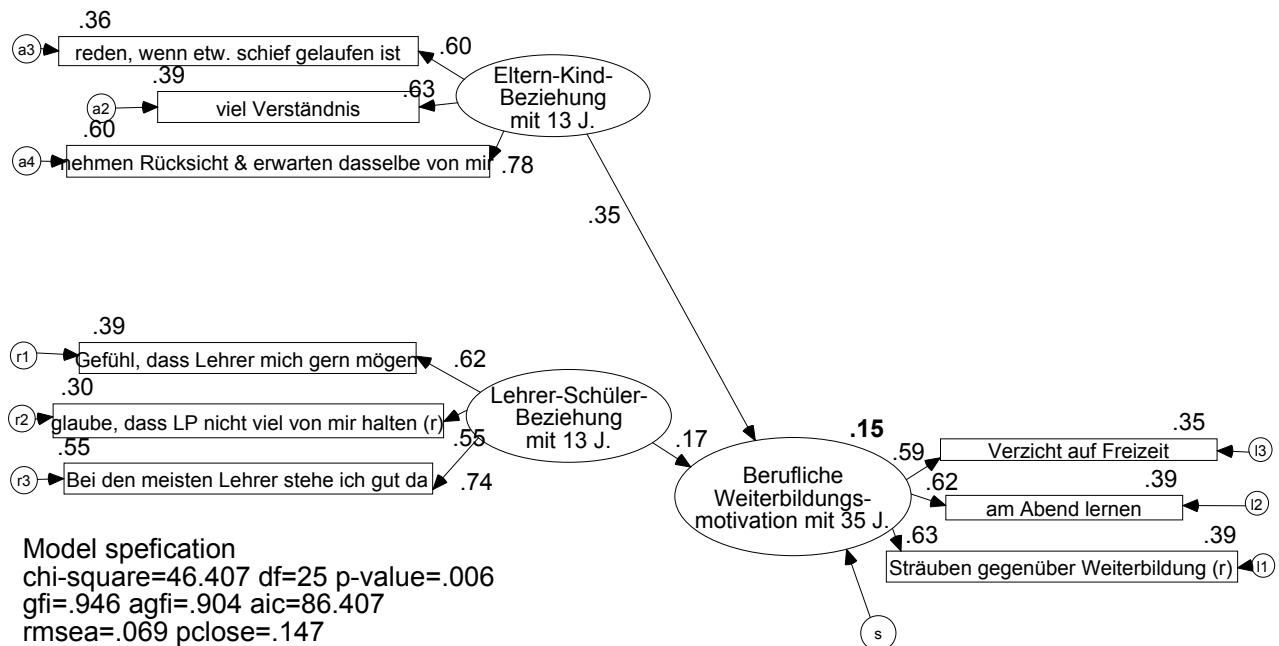 .36
a3
reden, wenn etw. schief gelaufen ist
.60
.39
a2
viel Verständnis
.63
.60
a4
nehmen Rücksicht & erwarten dasselbe von mir
.78
Eltern-Kind-
Beziehung
mit 13 J.
.35
.39
r1
Gefühl, dass Lehrer mich gern mögen
.62
.30
r2
glaube, dass LP nicht viel von mir halten (r)
.55
.55
r3
Bei den meisten Lehrer stehe ich gut da
.74
Lehrer-Schüler-
Beziehung
mit 13 J.
.17
.15
Berufliche
Weiterbildungs-
motivation mit 35 J.
.59
.35
Verzicht auf Freizeit
l3
.62
.39
am Abend lernen
l2
.63
.39
Sträuben gegenüber Weiterbildung (r)
l1
s
Model spefication
chi-square=46.407 df=25 p-value=.006
gfi=.946 agfi=.904 aic=86.407
rmsea=.069 pclose=.147